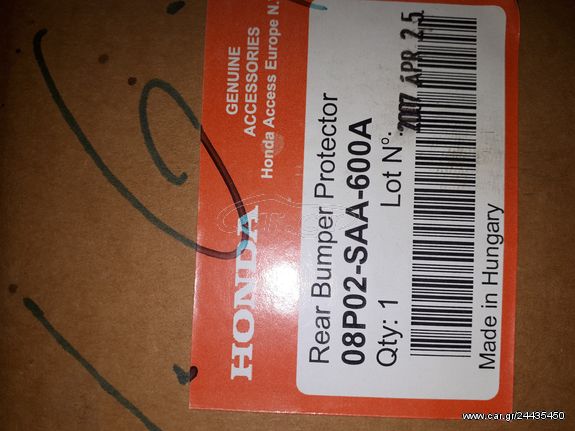 HONDA
GENUINE
ACCESSORIES
Honda Access Europe N.
Rear Bumper Protector
08P02-SAA-600A
Qty: 1 Lot N°.
2007 APR 25
Made in Hungary
www.car.gr/24435450